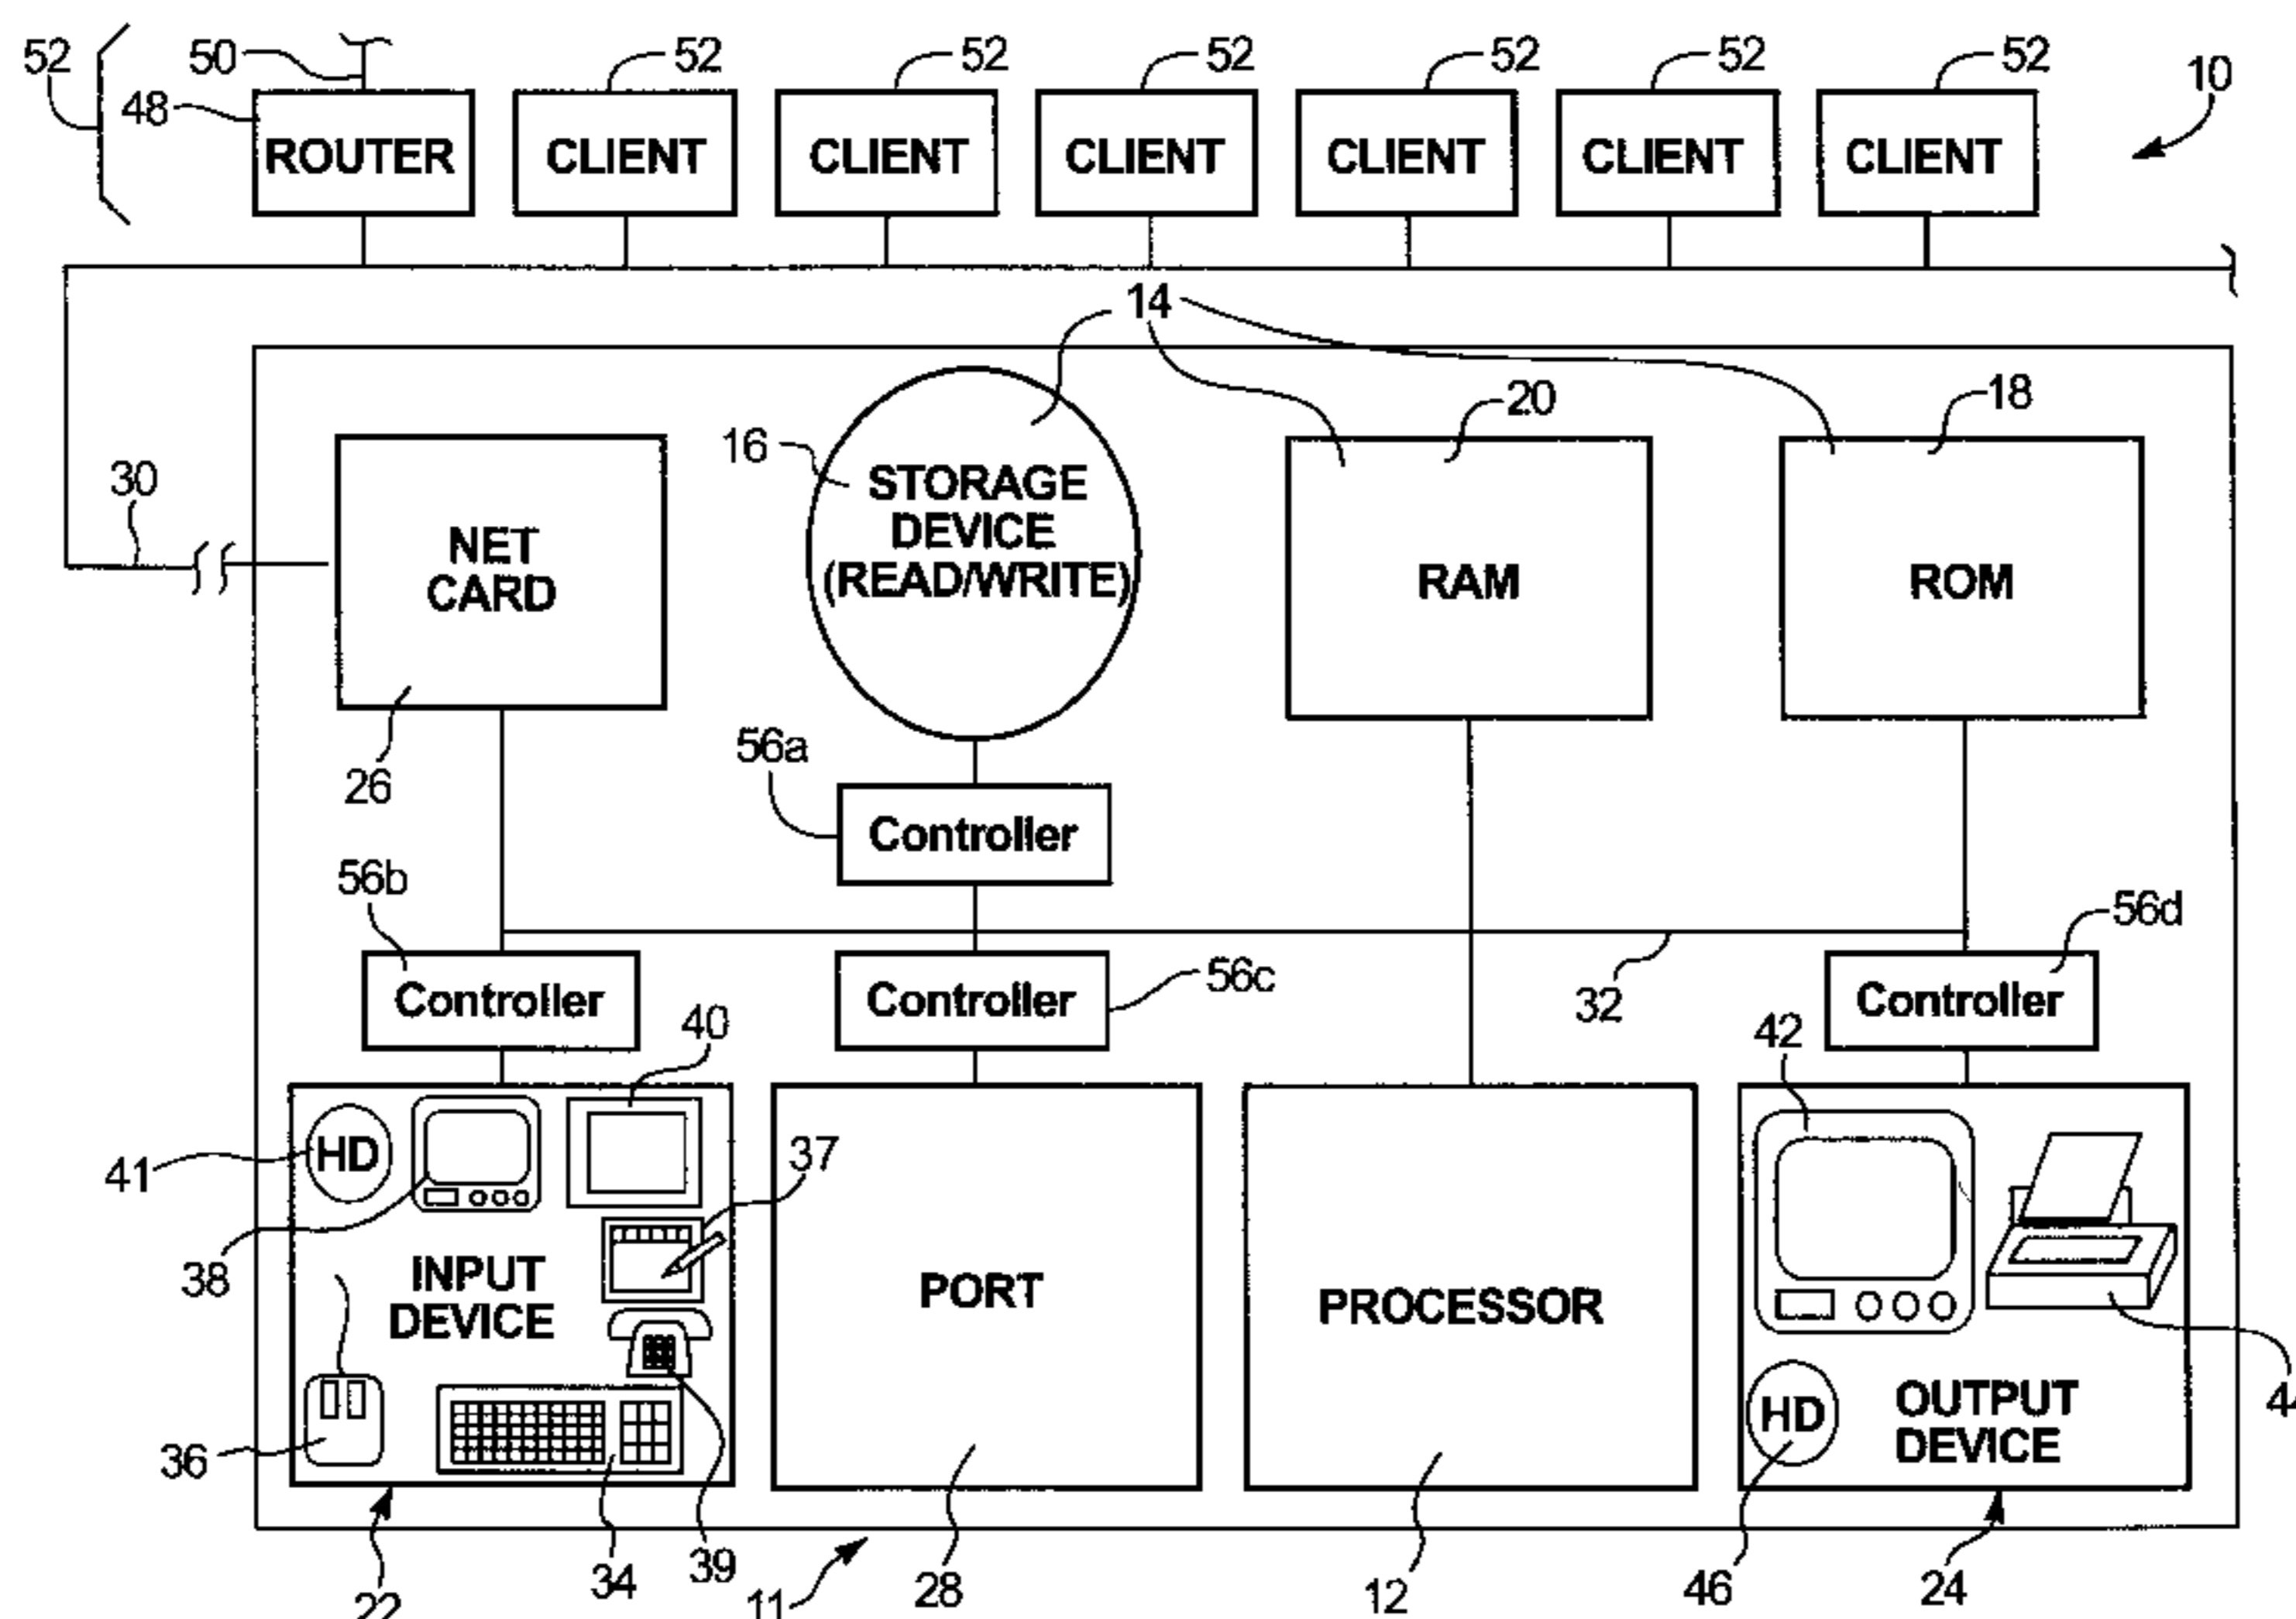 52
50
48
52
52
52
52
52
52
10
ROUTER
CLIENT
CLIENT
CLIENT
CLIENT
CLIENT
CLIENT
14
30
16
20
18
NET
CARD
STORAGE
DEVICE
(READ/WRITE)
RAM
ROM
26
56a
Controller
56b
56d
Controller
Controller
56c
32
Controller
40
42
41
HD
37
38
INPUT
DEVICE
PORT
PROCESSOR
36
HD
OUTPUT
DEVICE
44
22
34
39
11
28
12
46
24